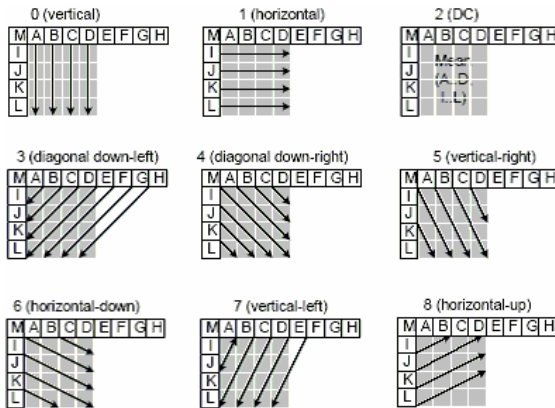 0 (vertical)
M A B C D E F G H
I
J
K
L
1 (horizontal)
M A B C D E F G H
I
J
K
L
2 (DC)
M A B C D E F G H
I
J
K
L
Mean
(A..D,
I..L)
3 (diagonal down-left)
M A B C D E F G H
I
J
K
L
4 (diagonal down-right)
M A B C D E F G H
I
J
K
L
5 (vertical-right)
M A B C D E F G H
I
J
K
L
6 (horizontal-down)
M A B C D E F G H
I
J
K
L
7 (vertical-left)
M A B C D E F G H
I
J
K
L
8 (horizontal-up)
M A B C D E F G H
I
J
K
L